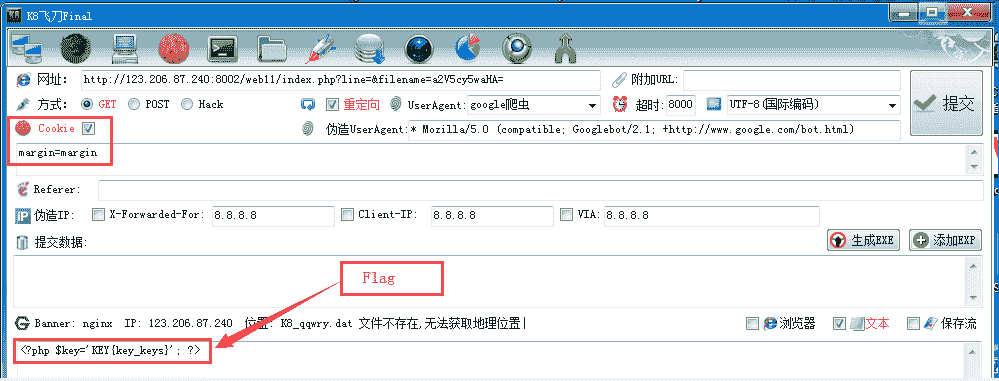 K8飞刀Final
网址: http://123.206.87.240:8002/web11/index.php?line=&filename=a2V5cy5waHA= 附加URL:
方式: GET POST Hack 重定向 UserAgent: google爬虫 超时: 8000 UTF-8(国际编码) 提交
Cookie 伪造UserAgent: * Mozilla/5.0 (compatible; Googlebot/2.1; +http://www.google.com/bot.html)
margin=margin
Referer:
IP 伪造IP: X-Forwarded-For: 8.8.8.8 Client-IP: 8.8.8.8 VIA: 8.8.8.8
提交数据: 生成EXE 添加EXP
Flag
Banner: nginx IP: 123.206.87.240 位置: K8_qqwry.dat 文件不存在,无法获取地理位置| 浏览器 文本 保存流
<?php $key='KEY{key_keys}'; ?>